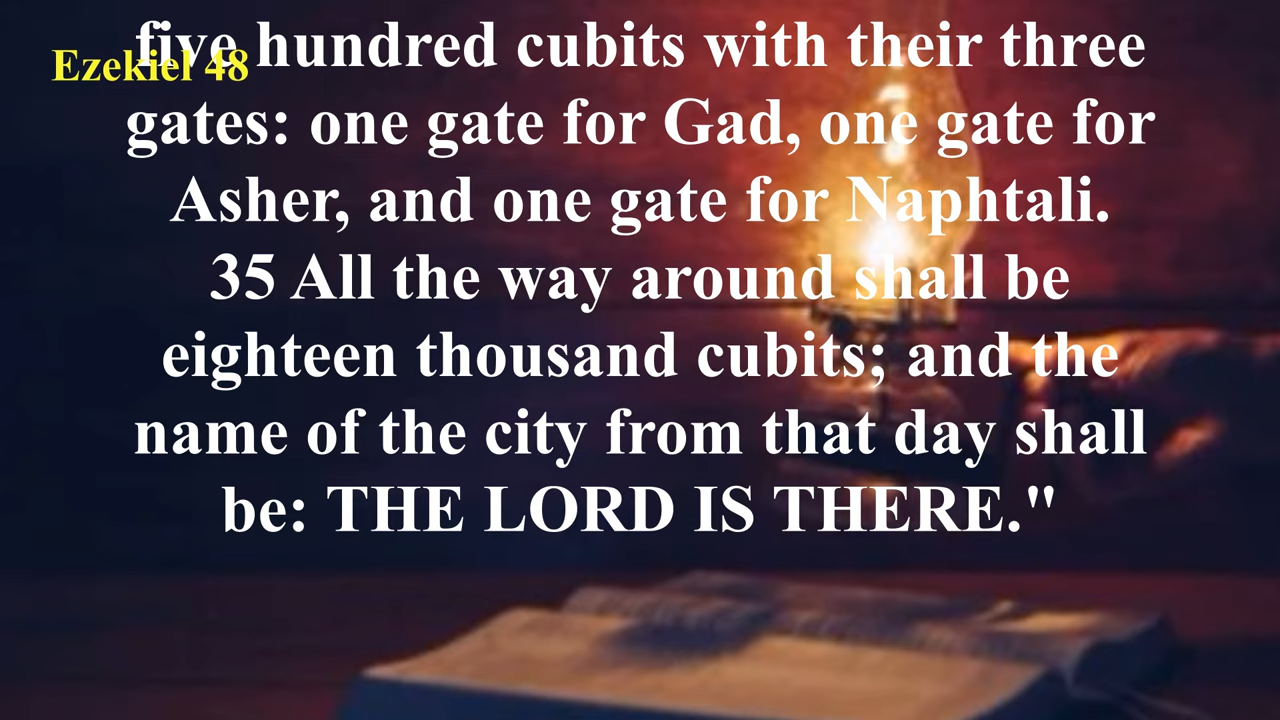 Ezekiel 48
five hundred cubits with their three
gates: one gate for Gad, one gate for
Asher, and one gate for Naphtali.
35 All the way around shall be
eighteen thousand cubits; and the
name of the city from that day shall
be: THE LORD IS THERE."